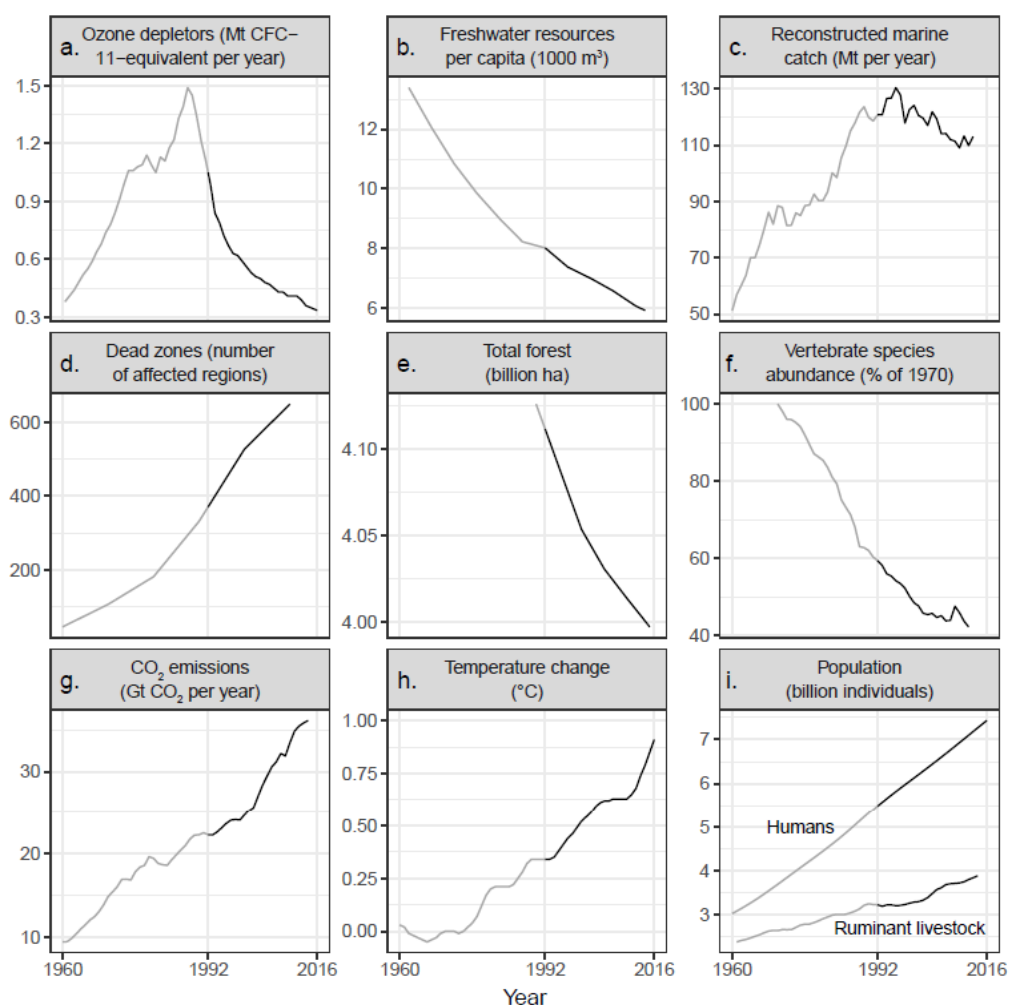 a.
Ozone depletors (Mt CFC−
11−equivalent per year)
b.
Freshwater resources
per capita (1000 m³)
c.
Reconstructed marine
catch (Mt per year)
1.5
1.2
0.9
0.6
0.3
12
10
8
6
130
110
90
70
50
d.
Dead zones (number
of affected regions)
e.
Total forest
(billion ha)
f.
Vertebrate species
abundance (% of 1970)
600
400
200
4.10
4.05
4.00
100
80
60
40
g.
CO₂ emissions
(Gt CO₂ per year)
h.
Temperature change
(°C)
i.
Population
(billion individuals)
30
20
10
1.00
0.75
0.50
0.25
0.00
7
6
5
4
3
Humans
Ruminant livestock
1960 1992 2016
1960 1992 2016
1960 1992 2016
Year